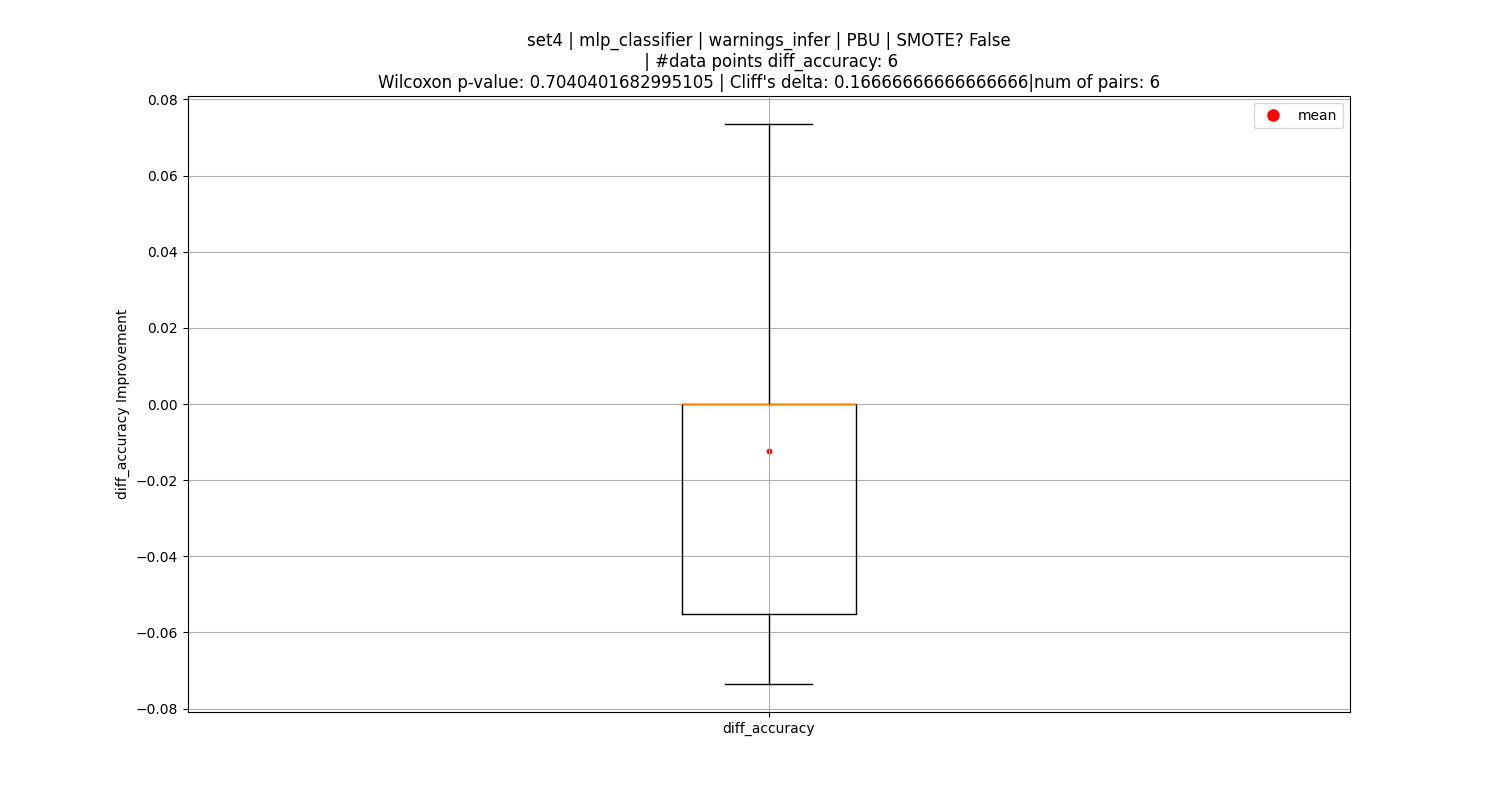 set4 | mlp_classifier | warnings_infer | PBU | SMOTE? False
| #data points diff_accuracy: 6
Wilcoxon p-value: 0.7040401682995105 | Cliff's delta: 0.16666666666666666|num of pairs: 6
mean
0.08
0.06
0.04
0.02
0.00
−0.02
−0.04
−0.06
−0.08
diff_accuracy Improvement
diff_accuracy